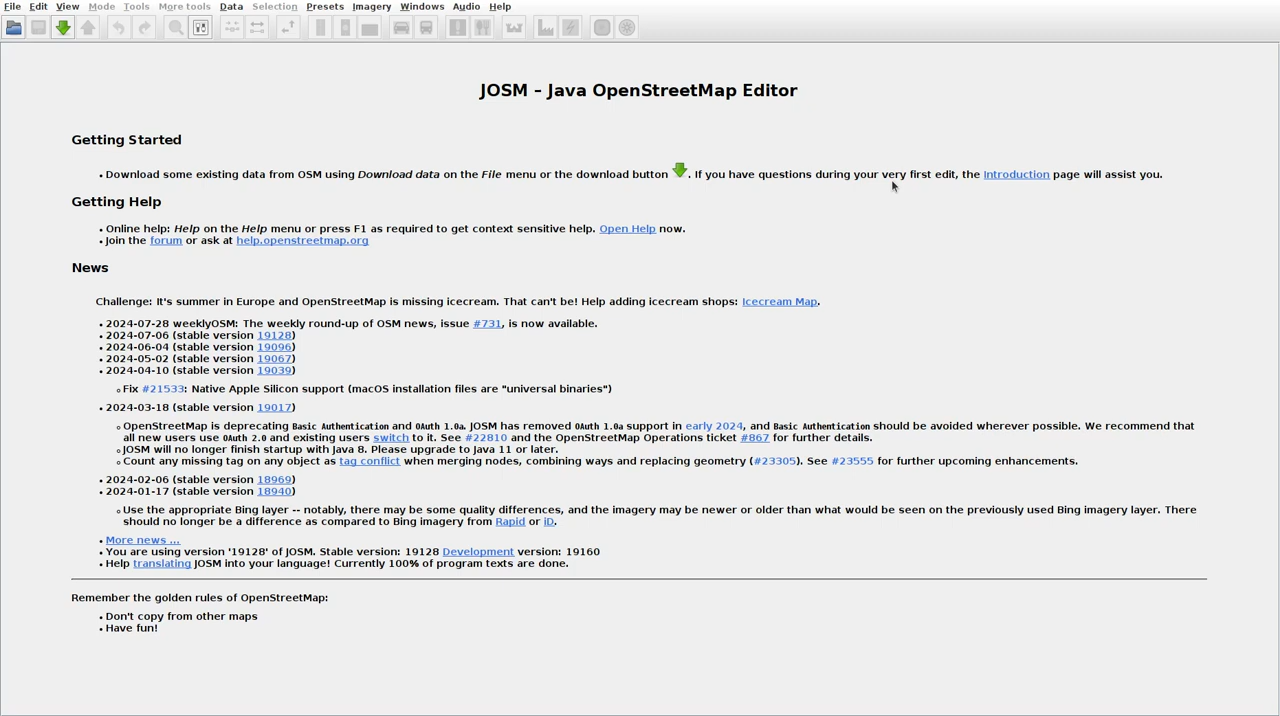 File Edit View Mode Tools More tools Data Selection Presets Imagery Windows Audio Help
JOSM – Java OpenStreetMap Editor
Getting Started
• Download some existing data from OSM using Download data on the File menu or the download button . If you have questions during your very first edit, the Introduction page will assist you.
Getting Help
• Online help: Help on the Help menu or press F1 as required to get context sensitive help. Open Help now.
• Join the forum or ask at help.openstreetmap.org
News
Challenge: It's summer in Europe and OpenStreetMap is missing icecream. That can't be! Help adding icecream shops: Icecream Map.
• 2024-07-28 weeklyOSM: The weekly round-up of OSM news, issue #731, is now available.
• 2024-07-06 (stable version 19128)
• 2024-06-04 (stable version 19096)
• 2024-05-02 (stable version 19067)
• 2024-04-10 (stable version 19039)
◦ Fix #21533: Native Apple Silicon support (macOS installation files are "universal binaries")
• 2024-03-18 (stable version 19017)
◦ OpenStreetMap is deprecating Basic Authentication and OAuth 1.0a. JOSM has removed OAuth 1.0a support in early 2024, and Basic Authentication should be avoided wherever possible. We recommend that
all new users use OAuth 2.0 and existing users switch to it. See #22810 and the OpenStreetMap Operations ticket #867 for further details.
◦ JOSM will no longer finish startup with Java 8. Please upgrade to Java 11 or later.
◦ Count any missing tag on any object as tag conflict when merging nodes, combining ways and replacing geometry (#23305). See #23555 for further upcoming enhancements.
• 2024-02-06 (stable version 18969)
• 2024-01-17 (stable version 18940)
◦ Use the appropriate Bing layer -- notably, there may be some quality differences, and the imagery may be newer or older than what would be seen on the previously used Bing imagery layer. There
should no longer be a difference as compared to Bing imagery from Rapid or iD.
• More news ...
• You are using version '19128' of JOSM. Stable version: 19128 Development version: 19160
• Help translating JOSM into your language! Currently 100% of program texts are done.
Remember the golden rules of OpenStreetMap:
• Don't copy from other maps
• Have fun!